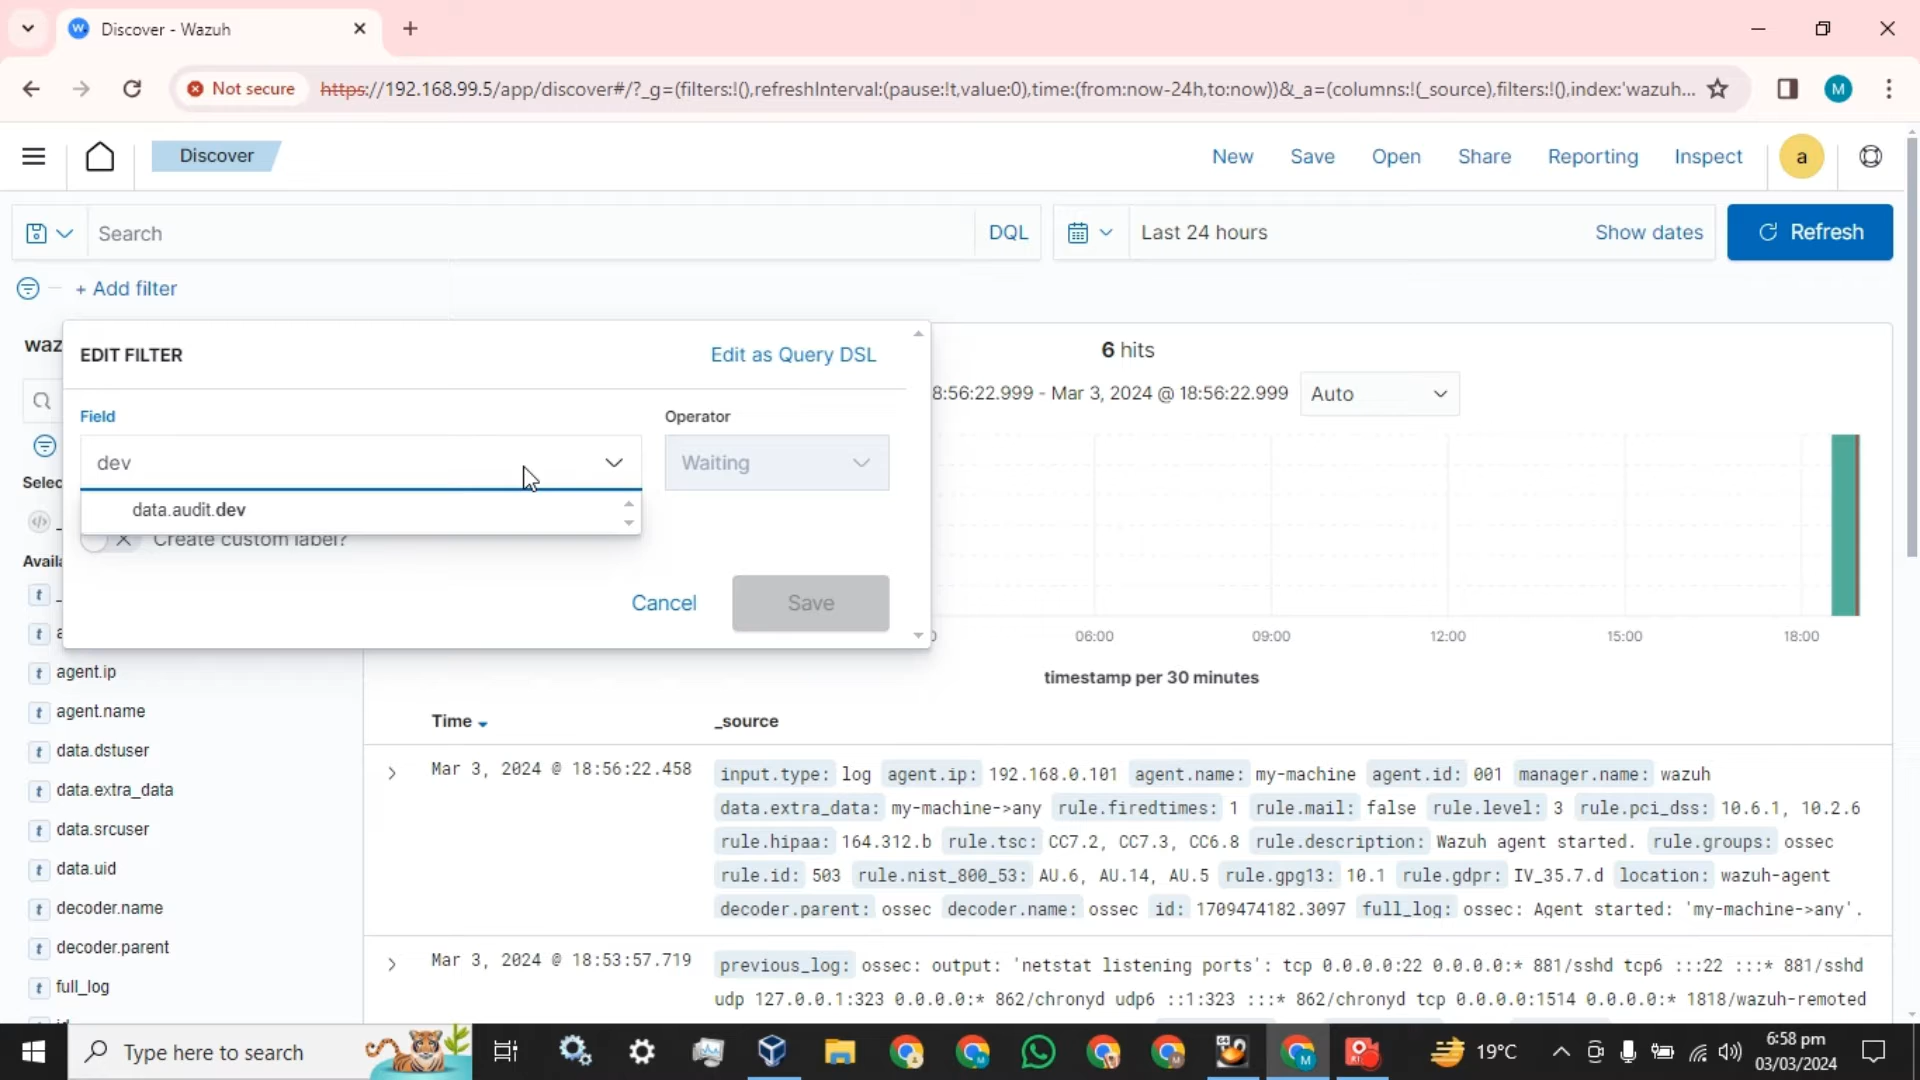 Discover - Wazuh
Not secure https://192.168.99.5/app/discover#/?_g=(filters:!(),refreshInterval:(pause:!t,value:0),time:(from:now-24h,to:now))&_a=(columns:!(_source),filters:!(),index:'wazuh... M
Discover New Save Open Share Reporting Inspect a
Search DQL Last 24 hours Show dates Refresh
+ Add filter
waz
EDIT FILTER Edit as Query DSL
6 hits
8:56:22.999 - Mar 3, 2024 @ 18:56:22.999 Auto
Field Operator
dev Waiting
Selec
data.audit.dev
Create custom label?
Availa
Cancel Save
06:00 09:00 12:00 15:00 18:00
timestamp per 30 minutes
t _
t a
t agent.ip
t agent.name
t data.dstuser
t data.extra_data
t data.srcuser
t data.uid
t decoder.name
t decoder.parent
t full_log
Time _source
Mar 3, 2024 @ 18:56:22.458 input.type: log agent.ip: 192.168.0.101 agent.name: my-machine agent.id: 001 manager.name: wazuh
data.extra_data: my-machine->any rule.firedtimes: 1 rule.mail: false rule.level: 3 rule.pci_dss: 10.6.1, 10.2.6
rule.hipaa: 164.312.b rule.tsc: CC7.2, CC7.3, CC6.8 rule.description: Wazuh agent started. rule.groups: ossec
rule.id: 503 rule.nist_800_53: AU.6, AU.14, AU.5 rule.gpg13: 10.1 rule.gdpr: IV_35.7.d location: wazuh-agent
decoder.parent: ossec decoder.name: ossec id: 1709474182.3097 full_log: ossec: Agent started: 'my-machine->any'.
Mar 3, 2024 @ 18:53:57.719 previous_log: ossec: output: 'netstat listening ports': tcp 0.0.0.0:22 0.0.0.0:* 881/sshd tcp6 :::22 :::* 881/sshd
udp 127.0.0.1:323 0.0.0.0:* 862/chronyd udp6 ::1:323 :::* 862/chronyd tcp 0.0.0.0:1514 0.0.0.0:* 1818/wazuh-remoted
Type here to search 19°C 6:58 pm
03/03/2024